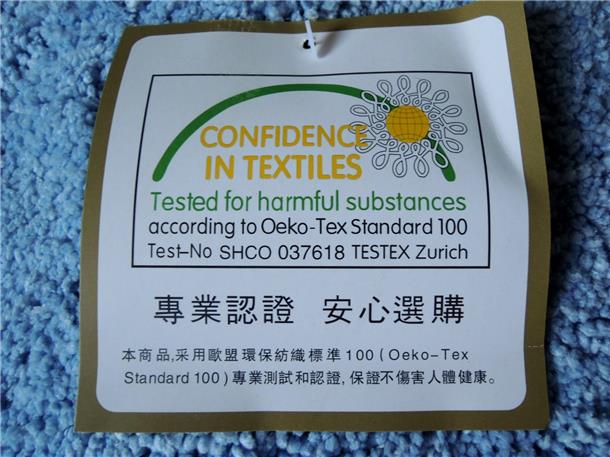 CONFIDENCE
IN TEXTILES
Tested for harmful substances
according to Oeko-Tex Standard 100
Test-No SHCO 037618 TESTEX Zurich
專業認證 安心選購
本商品,采用歐盟環保紡織標準100(Oeko-Tex
Standard 100)專業測試和認證,保證不傷害人體健康。